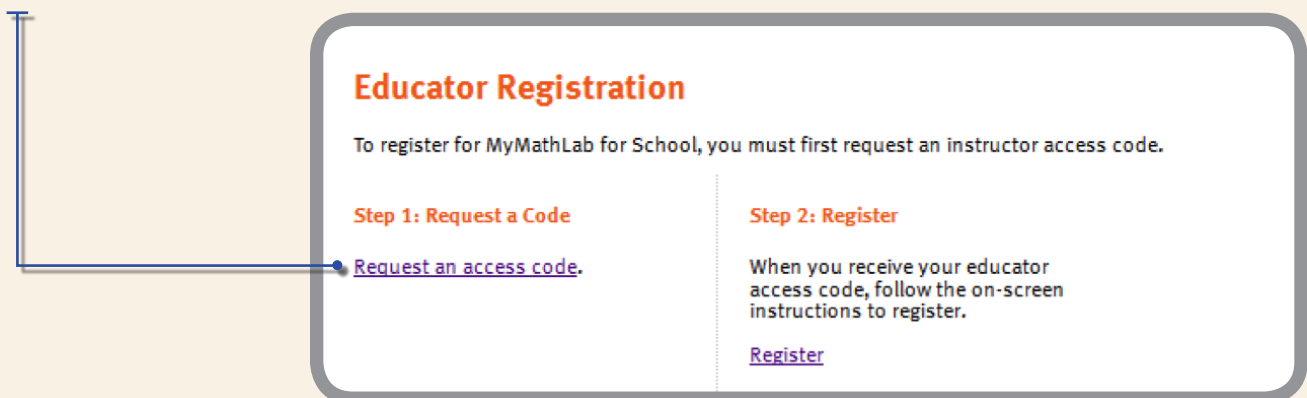 Educator Registration
To register for MyMathLab for School, you must first request an instructor access code.
Step 1: Request a Code
Request an access code.
Step 2: Register
When you receive your educator
access code, follow the on-screen
instructions to register.
Register